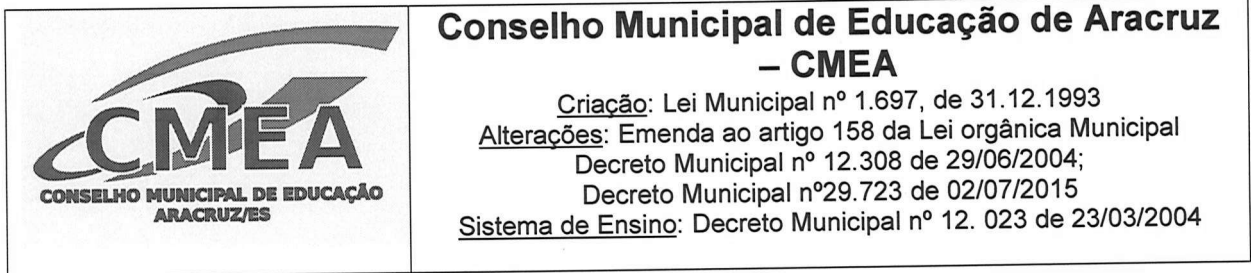 CMEA
CONSELHO MUNICIPAL DE EDUCAÇÃO
ARACRUZ/ES
Conselho Municipal de Educação de Aracruz
– CMEA
Criação: Lei Municipal nº 1.697, de 31.12.1993
Alterações: Emenda ao artigo 158 da Lei orgânica Municipal
Decreto Municipal nº 12.308 de 29/06/2004;
Decreto Municipal nº29.723 de 02/07/2015
Sistema de Ensino: Decreto Municipal nº 12. 023 de 23/03/2004